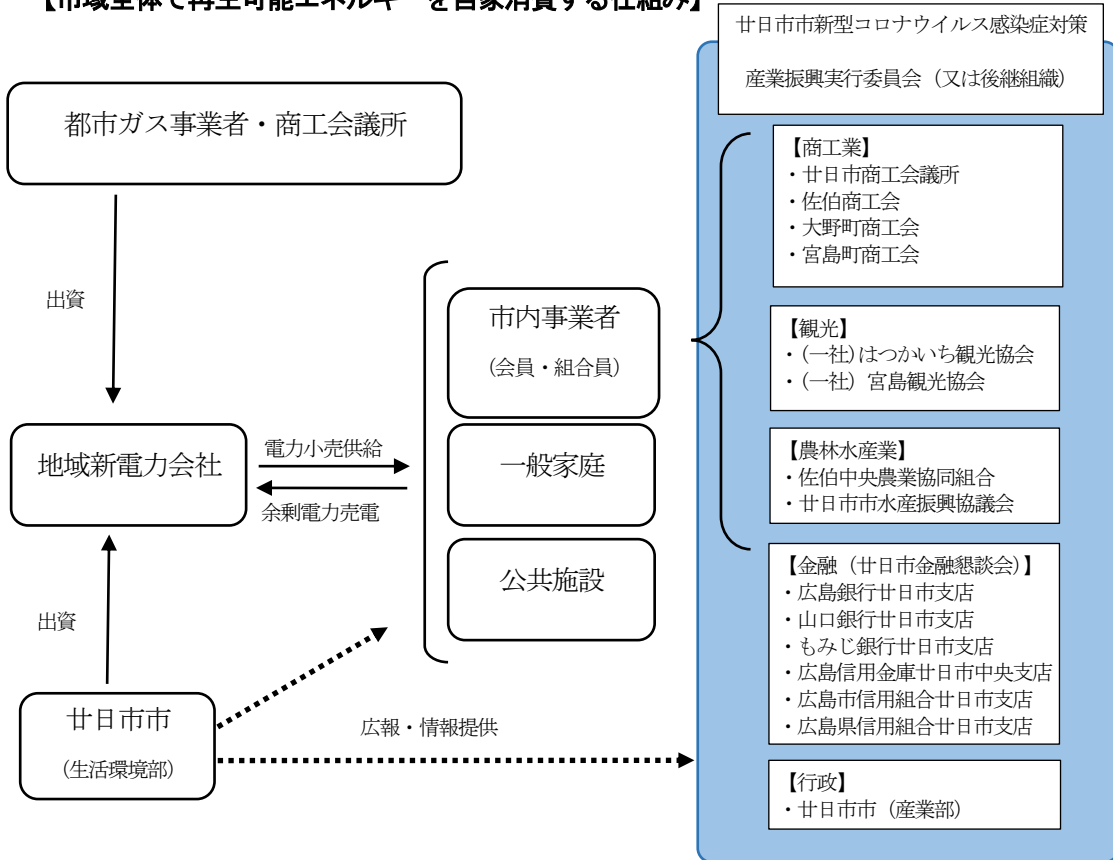 【市域全体で再生可能エネルギーを自家消費する仕組み】
廿日市市新型コロナウイルス感染症対策
産業振興実行委員会（又は後継組織）
都市ガス事業者・商工会議所
出資
地域新電力会社
電力小売供給
余剰電力売電
出資
廿日市市
（生活環境部）
市内事業者
（会員・組合員）
一般家庭
公共施設
広報・情報提供
【商工業】
・廿日市商工会議所
・佐伯商工会
・大野町商工会
・宮島町商工会
【観光】
・(一社)はつかいち観光協会
・(一社) 宮島観光協会
【農林水産業】
・佐伯中央農業協同組合
・廿日市市水産振興協議会
【金融（廿日市金融懇談会）】
・広島銀行廿日市支店
・山口銀行廿日市支店
・もみじ銀行廿日市支店
・広島信用金庫廿日市中央支店
・広島市信用組合廿日市支店
・広島県信用組合廿日市支店
【行政】
・廿日市市（産業部）